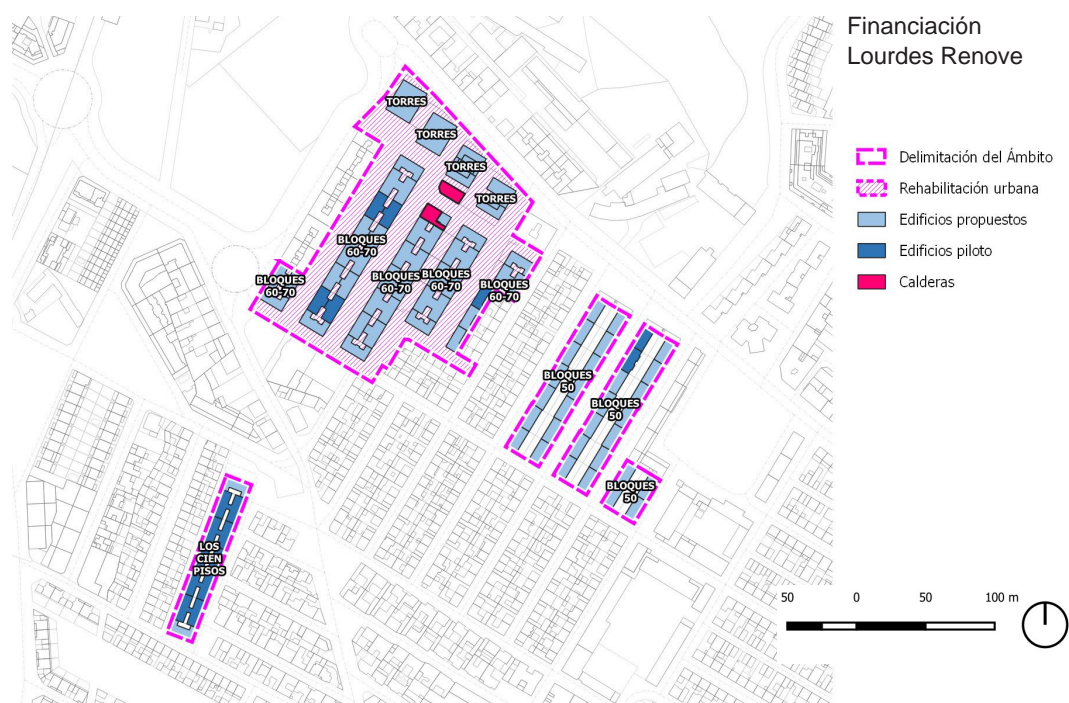 Financiación
Lourdes Renove
Delimitación del Ámbito
Rehabilitación urbana
Edificios propuestos
Edificios piloto
Calderas
TORRES
TORRES
TORRES
TORRES
BLOQUES
60-70
BLOQUES
60-70
BLOQUES
60-70
BLOQUES
60-70
BLOQUES
60-70
BLOQUES
50
BLOQUES
50
BLOQUES
50
LOS
CIEN
PISOS
50 0 50 100 m